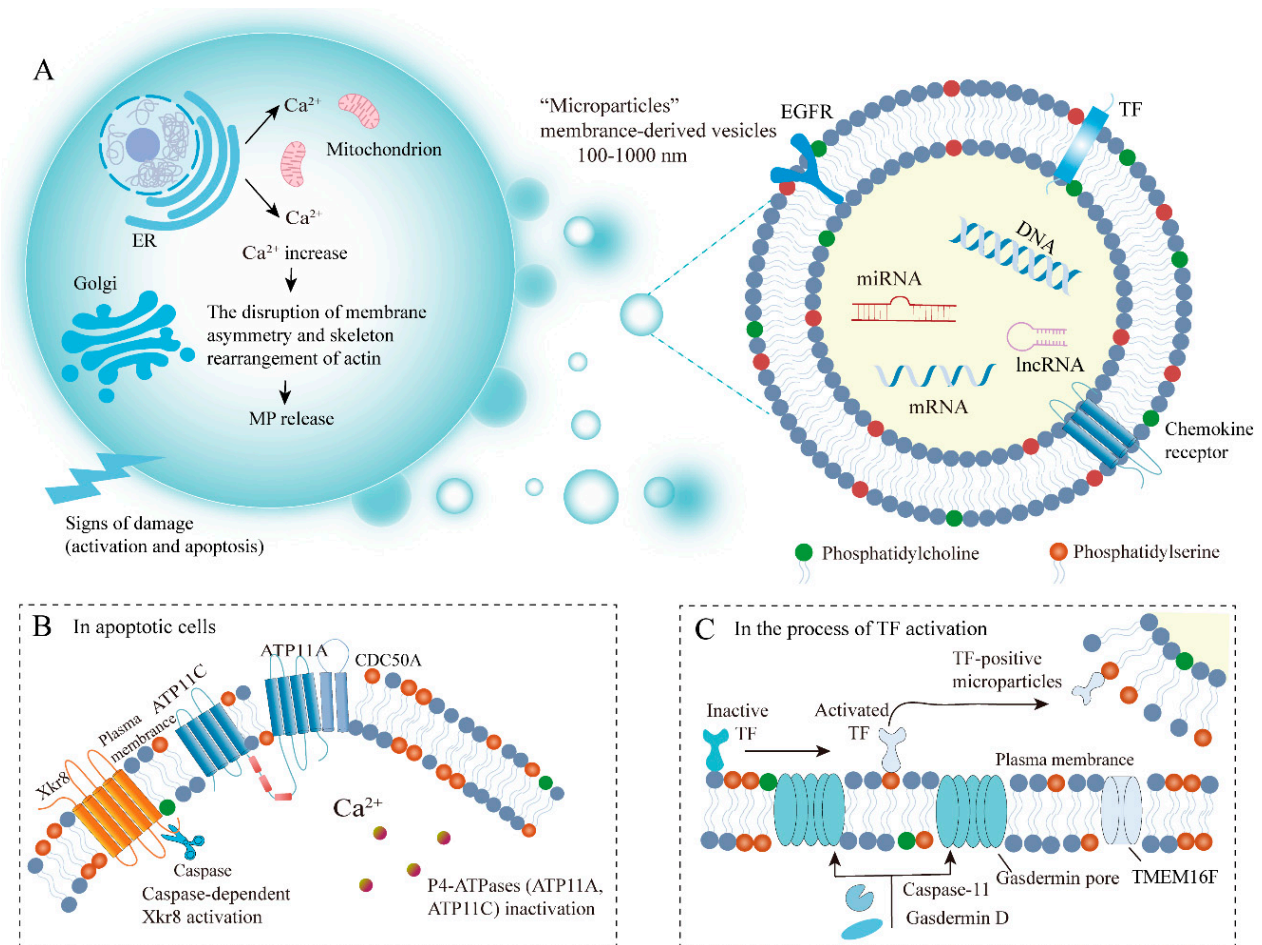 A
Ca²⁺
Mitochondrion
Ca²⁺
ER
Ca²⁺ increase
Golgi
The disruption of membrane
asymmetry and skeleton
rearrangement of actin
MP release
Signs of damage
(activation and apoptosis)
“Microparticles”
membrance-derived vesicles
100-1000 nm
EGFR
TF
DNA
miRNA
lncRNA
mRNA
Chemokine
receptor
Phosphatidylcholine
Phosphatidylserine
B
In apoptotic cells
Xkr8
Plasma
membrance
ATP11C
ATP11A
CDC50A
Ca²⁺
Caspase
Caspase-dependent
Xkr8 activation
P4-ATPases (ATP11A,
ATP11C) inactivation
C
In the process of TF activation
TF-positive
microparticles
Inactive
TF
Activated
TF
Plasma membrance
Caspase-11
Gasdermin D
Gasdermin pore
TMEM16F